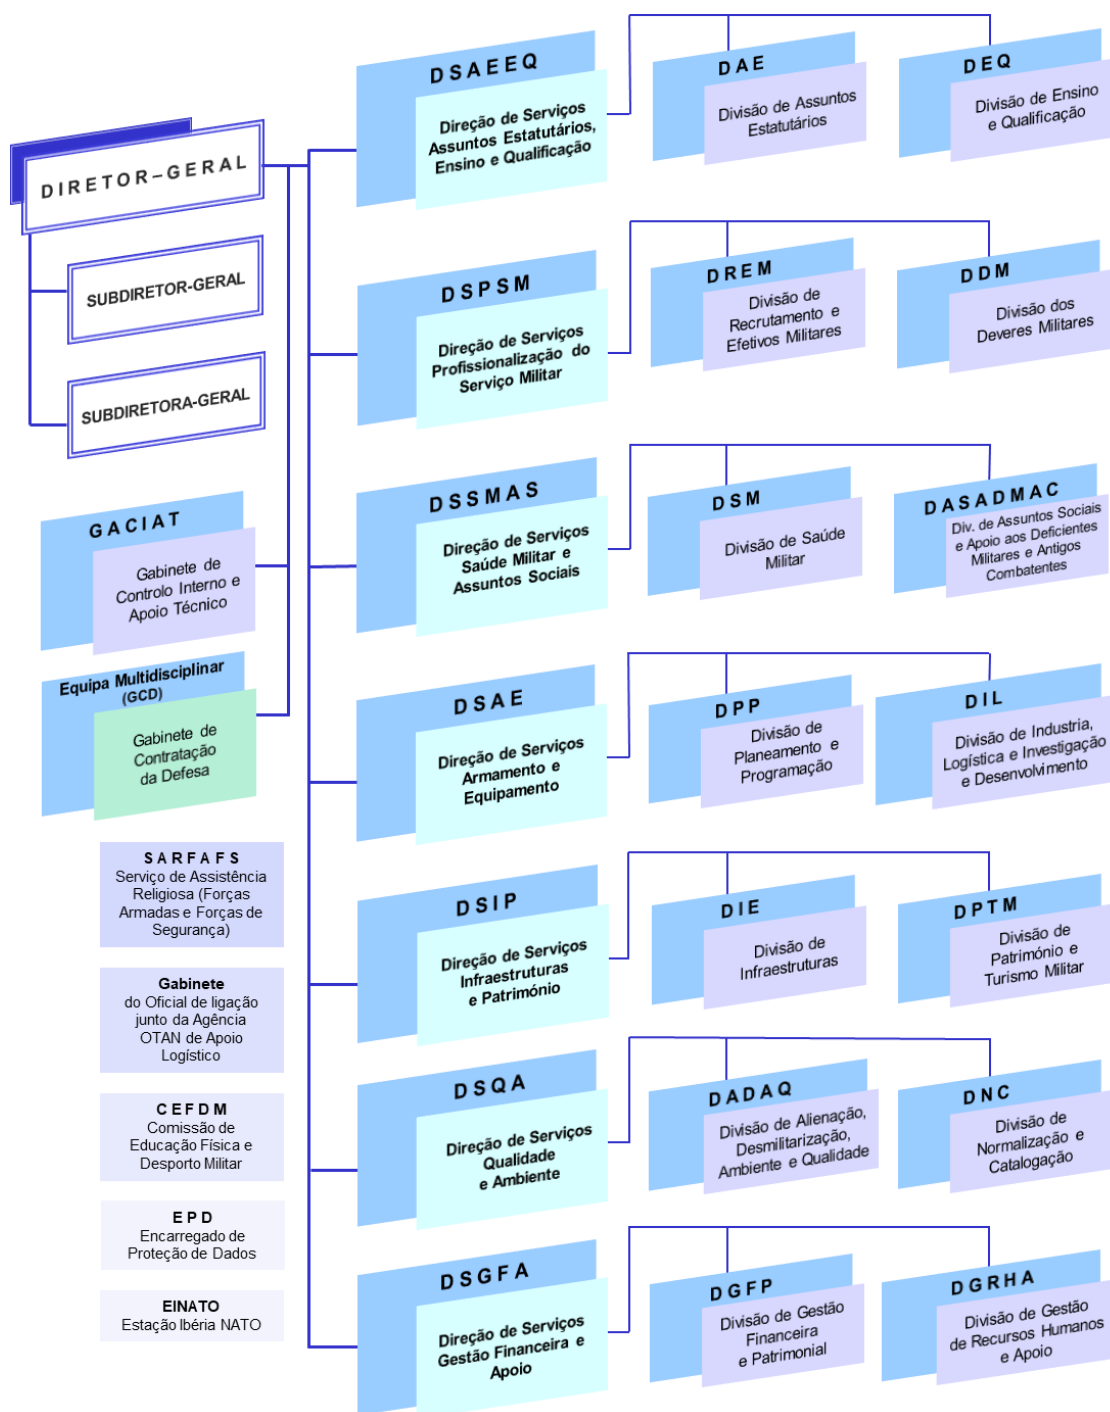 DIRETOR–GERAL
SUBDIRETOR-GERAL
SUBDIRETORA-GERAL
GACIAT
Gabinete de
Controlo Interno e
Apoio Técnico
Equipa Multidisciplinar
(GCD)
Gabinete de
Contratação
da Defesa
SARFAFS
Serviço de Assistência
Religiosa (Forças
Armadas e Forças de
Segurança)
Gabinete
do Oficial de ligação
junto da Agência
OTAN de Apoio
Logístico
CEFDM
Comissão de
Educação Física e
Desporto Militar
EPD
Encarregado de
Proteção de Dados
EINATO
Estação Ibéria NATO
DSAEEQ
Direção de Serviços
Assuntos Estatutários,
Ensino e Qualificação
DAE
Divisão de Assuntos
Estatutários
DEQ
Divisão de Ensino
e Qualificação
DSPSM
Direção de Serviços
Profissionalização do
Serviço Militar
DREM
Divisão de
Recrutamento e
Efetivos Militares
DDM
Divisão dos
Deveres Militares
DSSMAS
Direção de Serviços
Saúde Militar e
Assuntos Sociais
DSM
Divisão de Saúde
Militar
DASADMAC
Div. de Assuntos Sociais
e Apoio aos Deficientes
Militares e Antigos
Combatentes
DSAE
Direção de Serviços
Armamento e
Equipamento
DPP
Divisão de
Planeamento e
Programação
DIL
Divisão de Industria,
Logística e Investigação
e Desenvolvimento
DSIP
Direção de Serviços
Infraestruturas
e Património
DIE
Divisão de
Infraestruturas
DPTM
Divisão de
Património e
Turismo Militar
DSQA
Direção de Serviços
Qualidade
e Ambiente
DADAQ
Divisão de Alienação,
Desmilitarização,
Ambiente e Qualidade
DNC
Divisão de
Normalização e
Catalogação
DSGFA
Direção de Serviços
Gestão Financeira e
Apoio
DGFP
Divisão de Gestão
Financeira
e Patrimonial
DGRHA
Divisão de Gestão
de Recursos Humanos
e Apoio